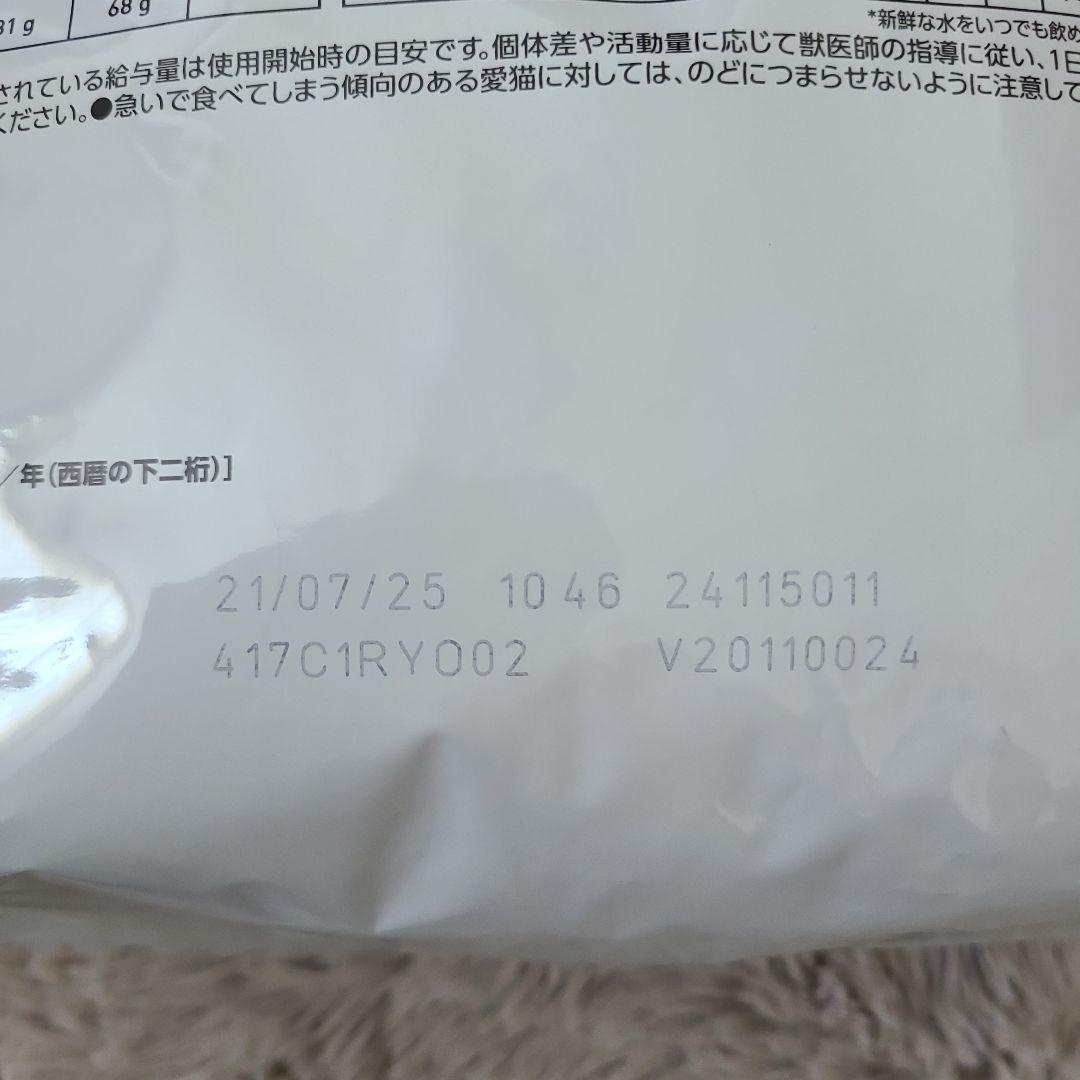 31 g
68 g
*新鮮な水をいつでも飲め
されている給与量は使用開始時の目安です。個体差や活動量に応じて獣医師の指導に従い、1日
ください。●急いで食べてしまう傾向のある愛猫に対しては、のどにつまらせないように注意して
/年(西暦の下二桁)]
21/07/25 1046 24115011
417C1RYO02 V20110024